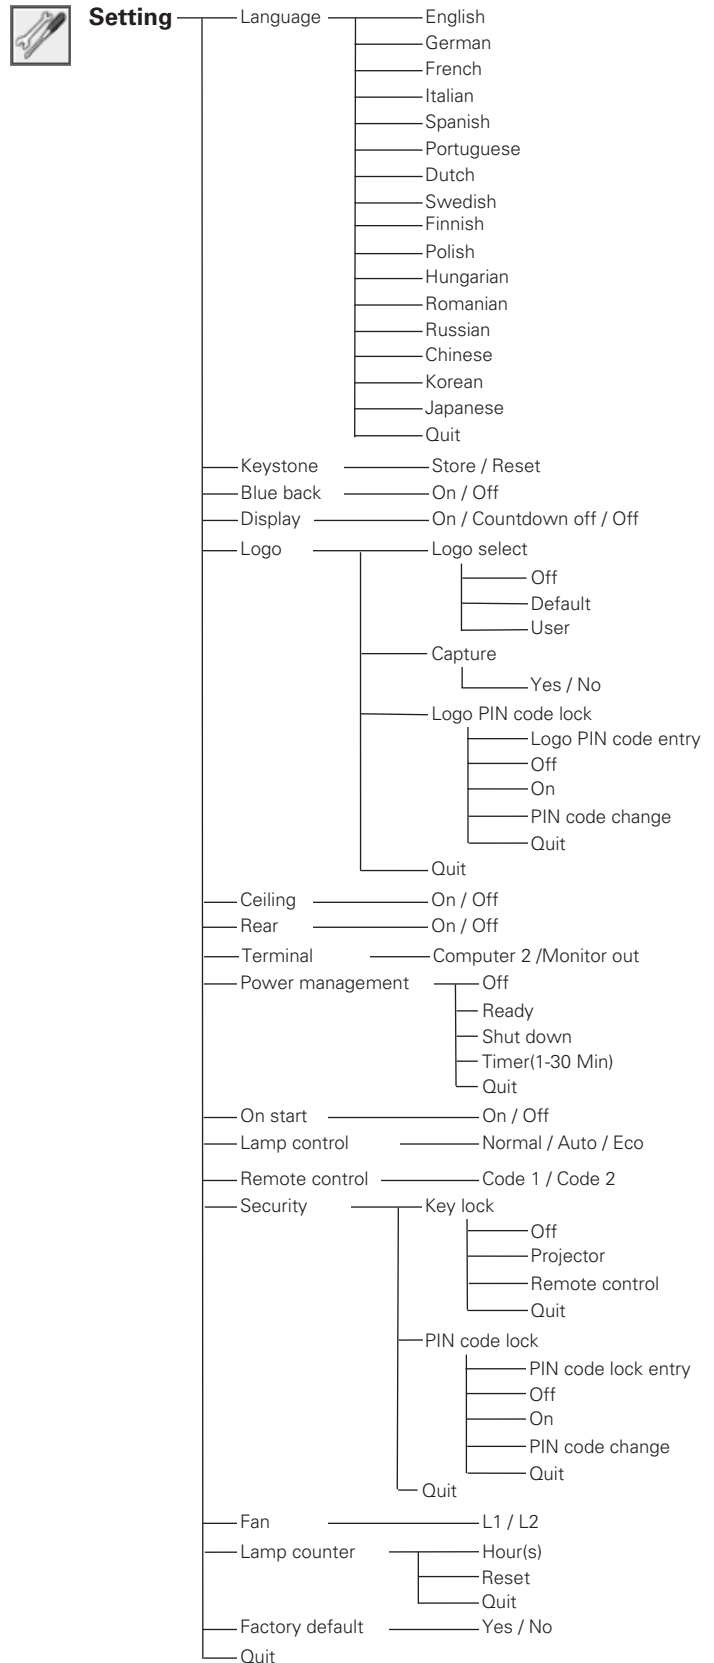 Setting Language English
German
French
Italian
Spanish
Portuguese
Dutch
Swedish
Finnish
Polish
Hungarian
Romanian
Russian
Chinese
Korean
Japanese
Quit
Keystone Store / Reset
Blue back On / Off
Display On / Countdown off / Off
Logo Logo select
Off
Default
User
Capture
Yes / No
Logo PIN code lock
Logo PIN code entry
Off
On
PIN code change
Quit
Quit
Ceiling On / Off
Rear On / Off
Terminal Computer 2 /Monitor out
Power management Off
Ready
Shut down
Timer(1-30 Min)
Quit
On start On / Off
Lamp control Normal / Auto / Eco
Remote control Code 1 / Code 2
Security Key lock
Off
Projector
Remote control
Quit
PIN code lock
PIN code lock entry
Off
On
PIN code change
Quit
Quit
Fan L1 / L2
Lamp counter Hour(s)
Reset
Quit
Factory default Yes / No
Quit